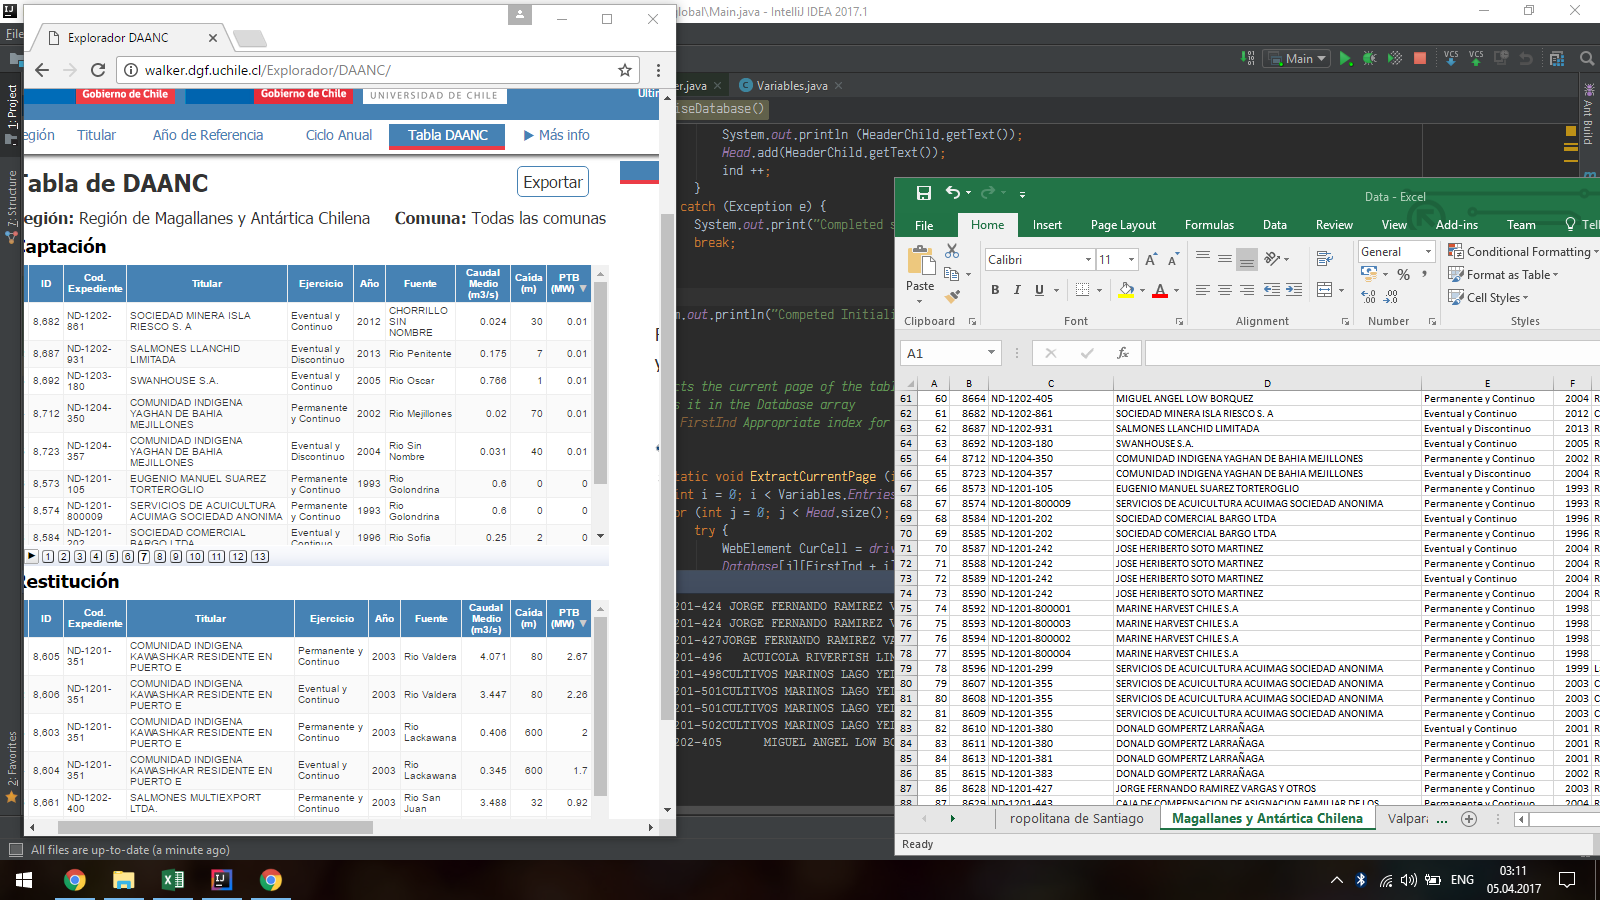 Explorador DAANC
walker.dgf.uchile.cl/Explorador/DAANC/
Gobierno de Chile
Gobierno de Chile
UNIVERSIDAD DE CHILE
Últin
egión Titular Año de Referencia Ciclo Anual Tabla DAANC ▶ Más info
Tabla de DAANC
Exportar
egión: Región de Magallanes y Antártica Chilena Comuna: Todas las comunas
Captación
ID Cod. Expediente Titular Ejercicio Año Fuente Caudal Medio (m3/s) Caída (m) PTB (MW) ▼
8,682 ND-1202-861 SOCIEDAD MINERA ISLA RIESCO S. A Eventual y Continuo 2012 CHORRILLO SIN NOMBRE 0.024 30 0.01
8,687 ND-1202-931 SALMONES LLANCHID LIMITADA Eventual y Discontinuo 2013 Rio Penitente 0.175 7 0.01
8,692 ND-1203-180 SWANHOUSE S.A. Eventual y Continuo 2005 Rio Oscar 0.766 1 0.01
8,712 ND-1204-350 COMUNIDAD INDIGENA YAGHAN DE BAHIA MEJILLONES Permanente y Continuo 2002 Rio Mejillones 0.02 70 0.01
8,723 ND-1204-357 COMUNIDAD INDIGENA YAGHAN DE BAHIA MEJILLONES Eventual y Discontinuo 2004 Rio Sin Nombre 0.031 40 0.01
8,573 ND-1201-105 EUGENIO MANUEL SUAREZ TORTEROGLIO Permanente y Continuo 1993 Rio Golondrina 0.6 0 0
8,574 ND-1201-800009 SERVICIOS DE ACUICULTURA ACUIMAG SOCIEDAD ANONIMA Permanente y Continuo 1993 Rio Golondrina 0.6 0 0
8,584 ND-1201-202 SOCIEDAD COMERCIAL BARGO LTDA Eventual y Continuo 1996 Rio Sofia 0.25 2 0
1 2 3 4 5 6 7 8 9 10 11 12 13
Restitución
ID Cod. Expediente Titular Ejercicio Año Fuente Caudal Medio (m3/s) Caída (m) PTB (MW) ▼
8,605 ND-1201-351 COMUNIDAD INDIGENA KAWASHKAR RESIDENTE EN PUERTO E Permanente y Continuo 2003 Rio Valdera 4.071 80 2.67
8,606 ND-1201-351 COMUNIDAD INDIGENA KAWASHKAR RESIDENTE EN PUERTO E Eventual y Continuo 2003 Rio Valdera 3.447 80 2.26
8,603 ND-1201-351 COMUNIDAD INDIGENA KAWASHKAR RESIDENTE EN PUERTO E Permanente y Continuo 2003 Rio Lackawana 0.406 600 2
8,604 ND-1201-351 COMUNIDAD INDIGENA KAWASHKAR RESIDENTE EN PUERTO E Eventual y Continuo 2003 Rio Lackawana 0.345 600 1.7
8,661 ND-1202-400 SALMONES MULTIEXPORT LTDA. Permanente y Continuo 2003 Rio San Juan 3.488 32 0.92
global\Main.java - IntelliJ IDEA 2017.1
File
Main VCS VCS
1: Project
7: Structure
2: Favorites
Ant Build
er.java Variables.java
iseDatabase()
System.out.println (HeaderChild.getText());
Head.add(HeaderChild.getText());
ind ++;
}
catch (Exception e) {
System.out.print("Completed s
break;
m.out.println("Competed Initiali
cts the current page of the tabl
s it in the Database array
FirstInd Appropriate index for
static void ExtractCurrentPage (i
int i = 0; i < Variables.Entries
or (int j = 0; j < Head.size();
try {
WebElement CurCell = driv
Database[j][FirstInd + i]
201-424 JORGE FERNANDO RAMIREZ V
201-424 JORGE FERNANDO RAMIREZ V
201-427JORGE FERNANDO RAMIREZ VA
201-496 ACUICOLA RIVERFISH LIM
201-498CULTIVOS MARINOS LAGO YEL
201-501CULTIVOS MARINOS LAGO YEL
201-501CULTIVOS MARINOS LAGO YEL
201-502CULTIVOS MARINOS LAGO YEL
202-405 MIGUEL ANGEL LOW BO
Data - Excel
File Home Insert Page Layout Formulas Data Review View Add-ins Team Tell
Paste Calibri 11 General Conditional Formatting
B I U A % , Format as Table
Cell Styles
Clipboard Font Alignment Number Styles
A1 fx
A B C D E F
61 60 8664 ND-1202-405 MIGUEL ANGEL LOW BORQUEZ Permanente y Continuo 2004 R
62 61 8682 ND-1202-861 SOCIEDAD MINERA ISLA RIESCO S. A Eventual y Continuo 2012 C
63 62 8687 ND-1202-931 SALMONES LLANCHID LIMITADA Eventual y Discontinuo 2013 R
64 63 8692 ND-1203-180 SWANHOUSE S.A. Eventual y Continuo 2005 R
65 64 8712 ND-1204-350 COMUNIDAD INDIGENA YAGHAN DE BAHIA MEJILLONES Permanente y Continuo 2002 R
66 65 8723 ND-1204-357 COMUNIDAD INDIGENA YAGHAN DE BAHIA MEJILLONES Eventual y Discontinuo 2004 R
67 66 8573 ND-1201-105 EUGENIO MANUEL SUAREZ TORTEROGLIO Permanente y Continuo 1993 R
68 67 8574 ND-1201-800009 SERVICIOS DE ACUICULTURA ACUIMAG SOCIEDAD ANONIMA Permanente y Continuo 1993 R
69 68 8584 ND-1201-202 SOCIEDAD COMERCIAL BARGO LTDA Eventual y Continuo 1996 R
70 69 8585 ND-1201-202 SOCIEDAD COMERCIAL BARGO LTDA Permanente y Continuo 1996 R
71 70 8587 ND-1201-242 JOSE HERIBERTO SOTO MARTINEZ Eventual y Continuo 2004 R
72 71 8588 ND-1201-242 JOSE HERIBERTO SOTO MARTINEZ Permanente y Continuo 2004 R
73 72 8589 ND-1201-242 JOSE HERIBERTO SOTO MARTINEZ Eventual y Continuo 2004 R
74 73 8590 ND-1201-242 JOSE HERIBERTO SOTO MARTINEZ Permanente y Continuo 2004 R
75 74 8592 ND-1201-800001 MARINE HARVEST CHILE S.A Permanente y Continuo 1998
76 75 8593 ND-1201-800003 MARINE HARVEST CHILE S.A Permanente y Continuo 1998
77 76 8594 ND-1201-800002 MARINE HARVEST CHILE S.A Permanente y Continuo 1998
78 77 8595 ND-1201-800004 MARINE HARVEST CHILE S.A Permanente y Continuo 1998
79 78 8596 ND-1201-299 SERVICIOS DE ACUICULTURA ACUIMAG SOCIEDAD ANONIMA Permanente y Continuo 1999 L
80 79 8607 ND-1201-355 SERVICIOS DE ACUICULTURA ACUIMAG SOCIEDAD ANONIMA Permanente y Continuo 2003 C
81 80 8608 ND-1201-355 SERVICIOS DE ACUICULTURA ACUIMAG SOCIEDAD ANONIMA Permanente y Continuo 2003 C
82 81 8609 ND-1201-355 SERVICIOS DE ACUICULTURA ACUIMAG SOCIEDAD ANONIMA Permanente y Continuo 2003 C
83 82 8610 ND-1201-380 DONALD GOMPERTZ LARRAÑAGA Eventual y Continuo 2001 R
84 83 8611 ND-1201-380 DONALD GOMPERTZ LARRAÑAGA Permanente y Continuo 2001 R
85 84 8613 ND-1201-381 DONALD GOMPERTZ LARRAÑAGA Permanente y Continuo 2001 R
86 85 8615 ND-1201-383 DONALD GOMPERTZ LARRAÑAGA Permanente y Continuo 2002 R
87 86 8628 ND-1201-427 JORGE FERNANDO RAMIREZ VARGAS Y OTROS Permanente y Continuo 2003 R
88 87 8629 ND-1201-443 CAJA DE COMPENSACION DE ASIGNACION FAMILIAR DE LOS Permanente y Continuo 2004 R
ropolitana de Santiago Magallanes y Antártica Chilena Valpara ...
Ready
All files are up-to-date (a minute ago)
ENG
03:11
05.04.2017